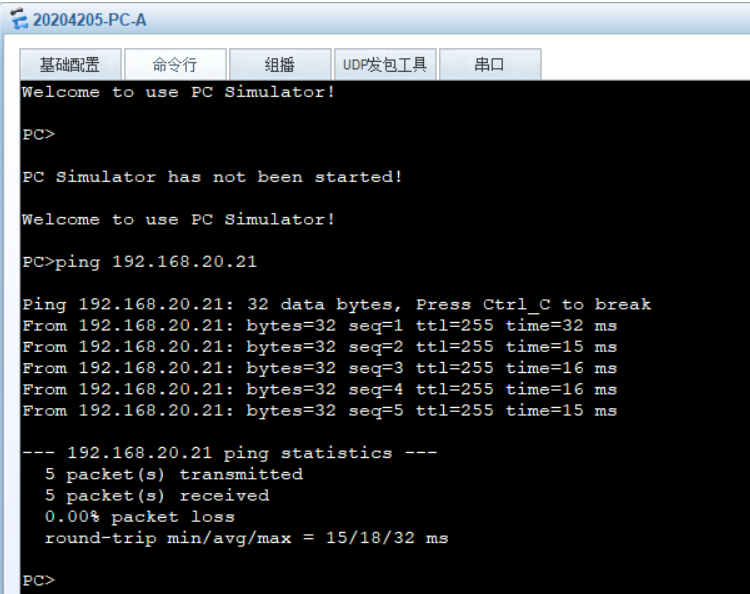 20204205-PC-A
基础配置 命令行 组播 UDP发包工具 串口
Welcome to use PC Simulator!
PC>
PC Simulator has not been started!
Welcome to use PC Simulator!
PC>ping 192.168.20.21
Ping 192.168.20.21: 32 data bytes, Press Ctrl_C to break
From 192.168.20.21: bytes=32 seq=1 ttl=255 time=32 ms
From 192.168.20.21: bytes=32 seq=2 ttl=255 time=15 ms
From 192.168.20.21: bytes=32 seq=3 ttl=255 time=16 ms
From 192.168.20.21: bytes=32 seq=4 ttl=255 time=16 ms
From 192.168.20.21: bytes=32 seq=5 ttl=255 time=15 ms
--- 192.168.20.21 ping statistics ---
5 packet(s) transmitted
5 packet(s) received
0.00% packet loss
round-trip min/avg/max = 15/18/32 ms
PC>